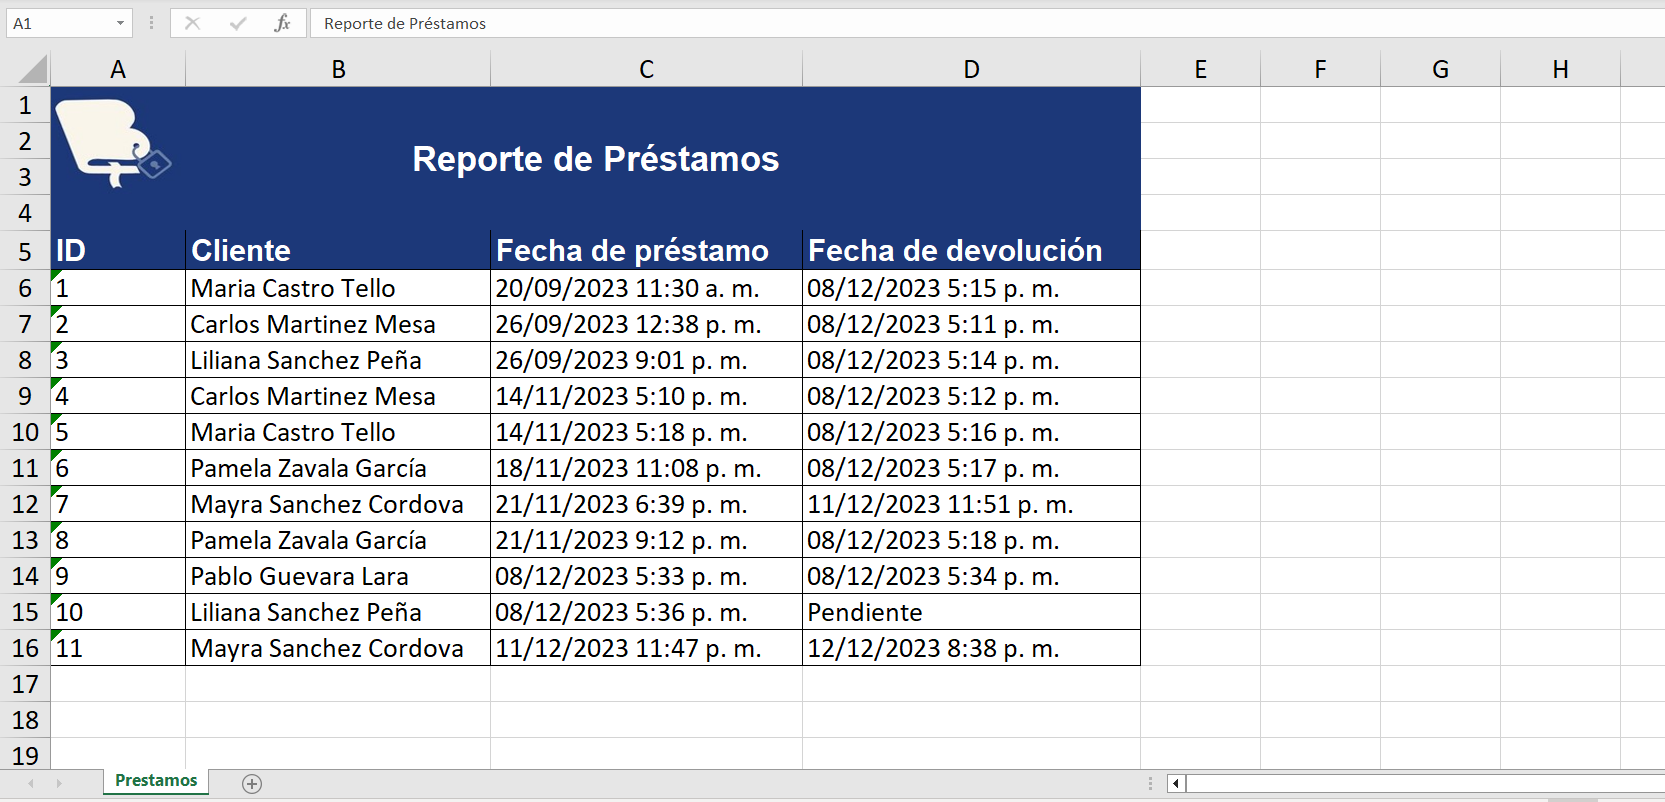 A1 fx Reporte de Préstamos
A B C D E F G H
1
2
3
Reporte de Préstamos
4
5 ID Cliente Fecha de préstamo Fecha de devolución
6 1 Maria Castro Tello 20/09/2023 11:30 a. m. 08/12/2023 5:15 p. m.
7 2 Carlos Martinez Mesa 26/09/2023 12:38 p. m. 08/12/2023 5:11 p. m.
8 3 Liliana Sanchez Peña 26/09/2023 9:01 p. m. 08/12/2023 5:14 p. m.
9 4 Carlos Martinez Mesa 14/11/2023 5:10 p. m. 08/12/2023 5:12 p. m.
10 5 Maria Castro Tello 14/11/2023 5:18 p. m. 08/12/2023 5:16 p. m.
11 6 Pamela Zavala García 18/11/2023 11:08 p. m. 08/12/2023 5:17 p. m.
12 7 Mayra Sanchez Cordova 21/11/2023 6:39 p. m. 11/12/2023 11:51 p. m.
13 8 Pamela Zavala García 21/11/2023 9:12 p. m. 08/12/2023 5:18 p. m.
14 9 Pablo Guevara Lara 08/12/2023 5:33 p. m. 08/12/2023 5:34 p. m.
15 10 Liliana Sanchez Peña 08/12/2023 5:36 p. m. Pendiente
16 11 Mayra Sanchez Cordova 11/12/2023 11:47 p. m. 12/12/2023 8:38 p. m.
17
18
19
Prestamos